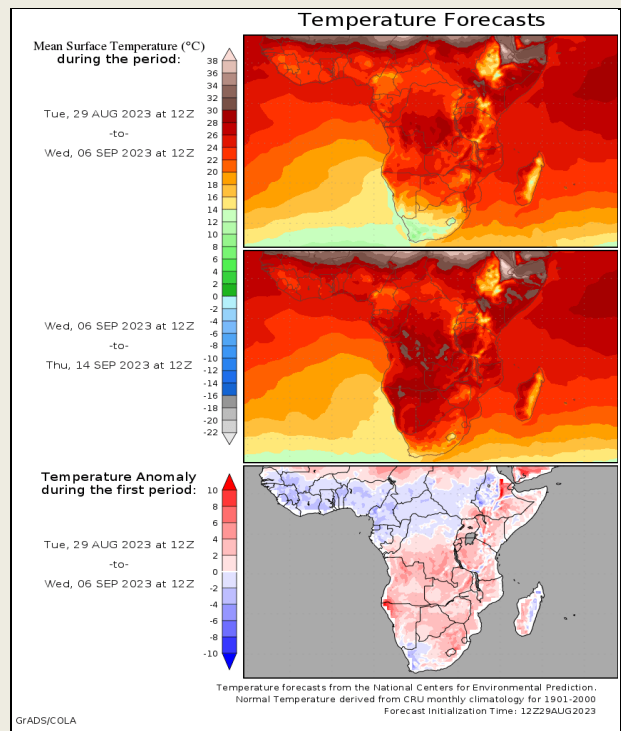 Temperature Forecasts
Mean Surface Temperature (°C)
during the period:
Tue, 29 AUG 2023 at 12Z
-to-
Wed, 06 SEP 2023 at 12Z
38
36
34
32
30
28
26
24
22
20
18
16
14
12
10
8
6
4
2
0
-2
-4
-6
-8
-10
-12
-14
-16
-18
-20
-22
Wed, 06 SEP 2023 at 12Z
-to-
Thu, 14 SEP 2023 at 12Z
Temperature Anomaly
during the first period:
Tue, 29 AUG 2023 at 12Z
-to-
Wed, 06 SEP 2023 at 12Z
10
8
6
4
2
0
-2
-4
-6
-8
-10
Temperature forecasts from the National Centers for Environmental Prediction.
Normal Temperature derived from CRU monthly climatology for 1901-2000
Forecast Initialization Time: 12Z29AUG2023
GrADS/COLA